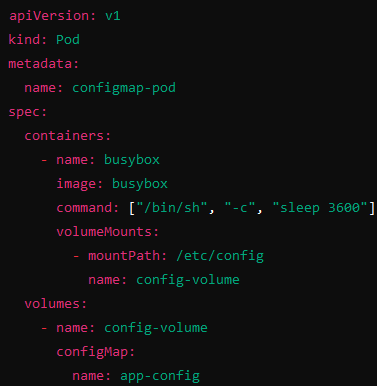 apiVersion: v1
kind: Pod
metadata:
  name: configmap-pod
spec:
  containers:
    - name: busybox
      image: busybox
      command: ["/bin/sh", "-c", "sleep 3600"]
      volumeMounts:
        - mountPath: /etc/config
          name: config-volume
  volumes:
    - name: config-volume
      configMap:
        name: app-config